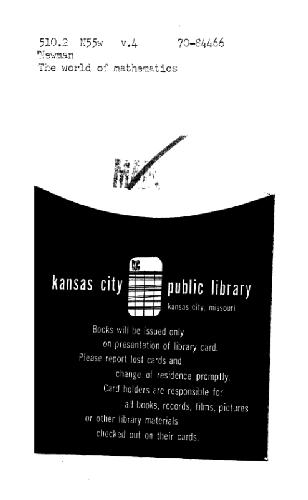 510.2 N55w v.4 70-84466
Newman
The world of mathematics
kansas city public library
kansas city, missouri
Books will be issued only
on presentation of library card.
Please report lost cards and
change of residence promptly.
Card holders are responsible for
all books, records, films, pictures
or other library materials
checked out on their cards.